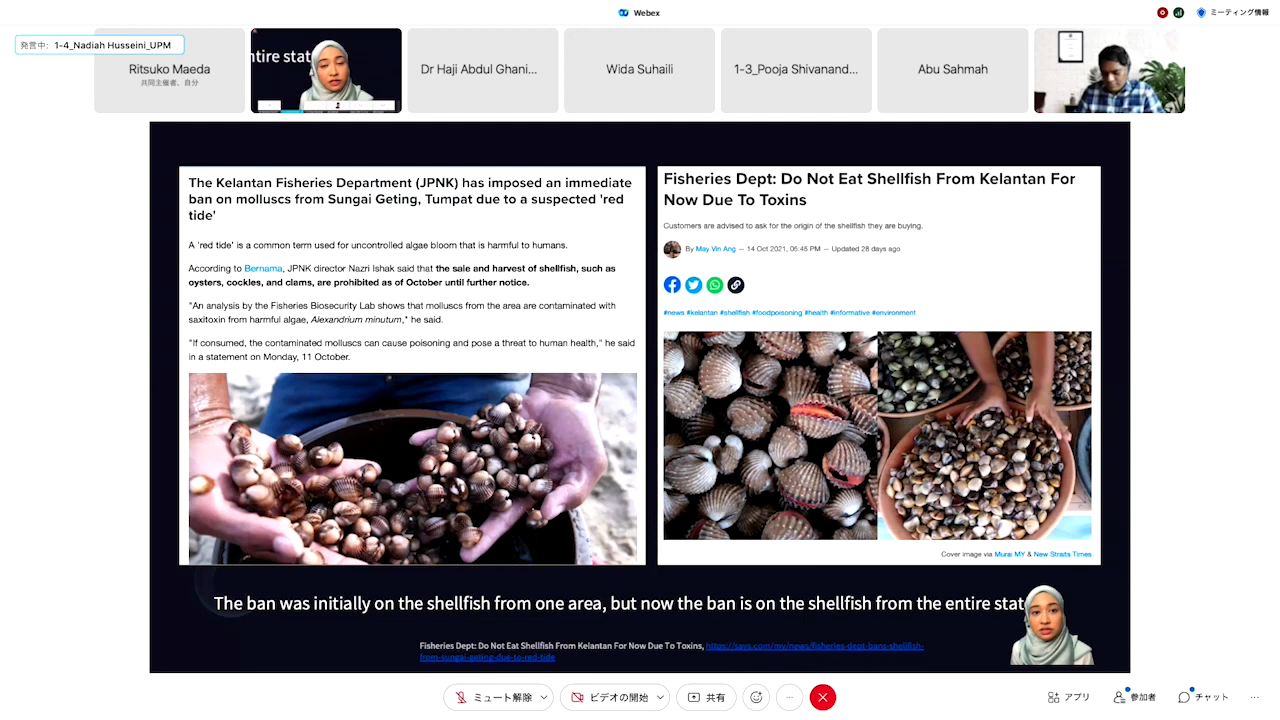 Webex
ミーティング情報
発言中: 1-4_Nadiah Husseini_UPM
Ritsuko Maeda
共同主催者、自分
ntire stat
Dr Haji Abdul Ghani...
Wida Suhaili
1-3_Pooja Shivanand...
Abu Sahmah
The Kelantan Fisheries Department (JPNK) has imposed an immediate
ban on molluscs from Sungai Geting, Tumpat due to a suspected 'red
tide'
A 'red tide' is a common term used for uncontrolled algae bloom that is harmful to humans.
According to Bernama, JPNK director Nazri Ishak said that the sale and harvest of shellfish, such as
oysters, cockles, and clams, are prohibited as of October until further notice.
"An analysis by the Fisheries Biosecurity Lab shows that molluscs from the area are contaminated with
saxitoxin from harmful algae, Alexandrium minutum," he said.
"If consumed, the contaminated molluscs can cause poisoning and pose a threat to human health," he said
in a statement on Monday, 11 October.
Fisheries Dept: Do Not Eat Shellfish From Kelantan For
Now Due To Toxins
Customers are advised to ask for the origin of the shellfish they are buying.
By May Vin Ang — 14 Oct 2021, 05:45 PM — Updated 28 days ago
#news #kelantan #shellfish #foodpoisoning #health #informative #environment
Cover image via Murai MY & New Straits Times
The ban was initially on the shellfish from one area, but now the ban is on the shellfish from the entire stat
Fisheries Dept: Do Not Eat Shellfish From Kelantan For Now Due To Toxins, https://says.com/my/news/fisheries-dept-bans-shellfish-
from-sungai-geting-due-to-red-tide
ミュート解除
ビデオの開始
共有
アプリ
参加者
チャット